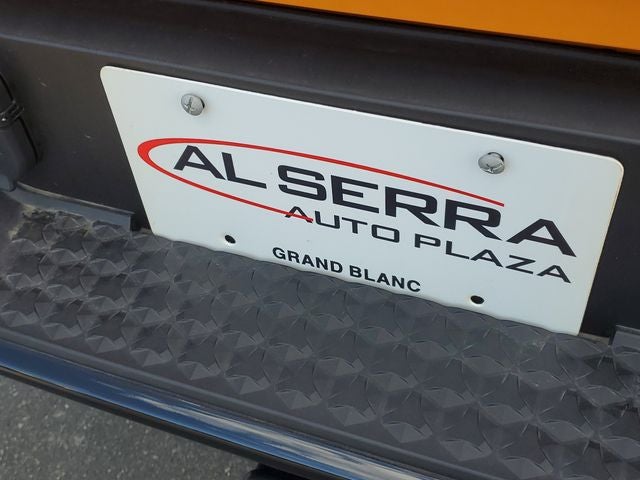 AL SERRA
AUTO PLAZA
GRAND BLANC